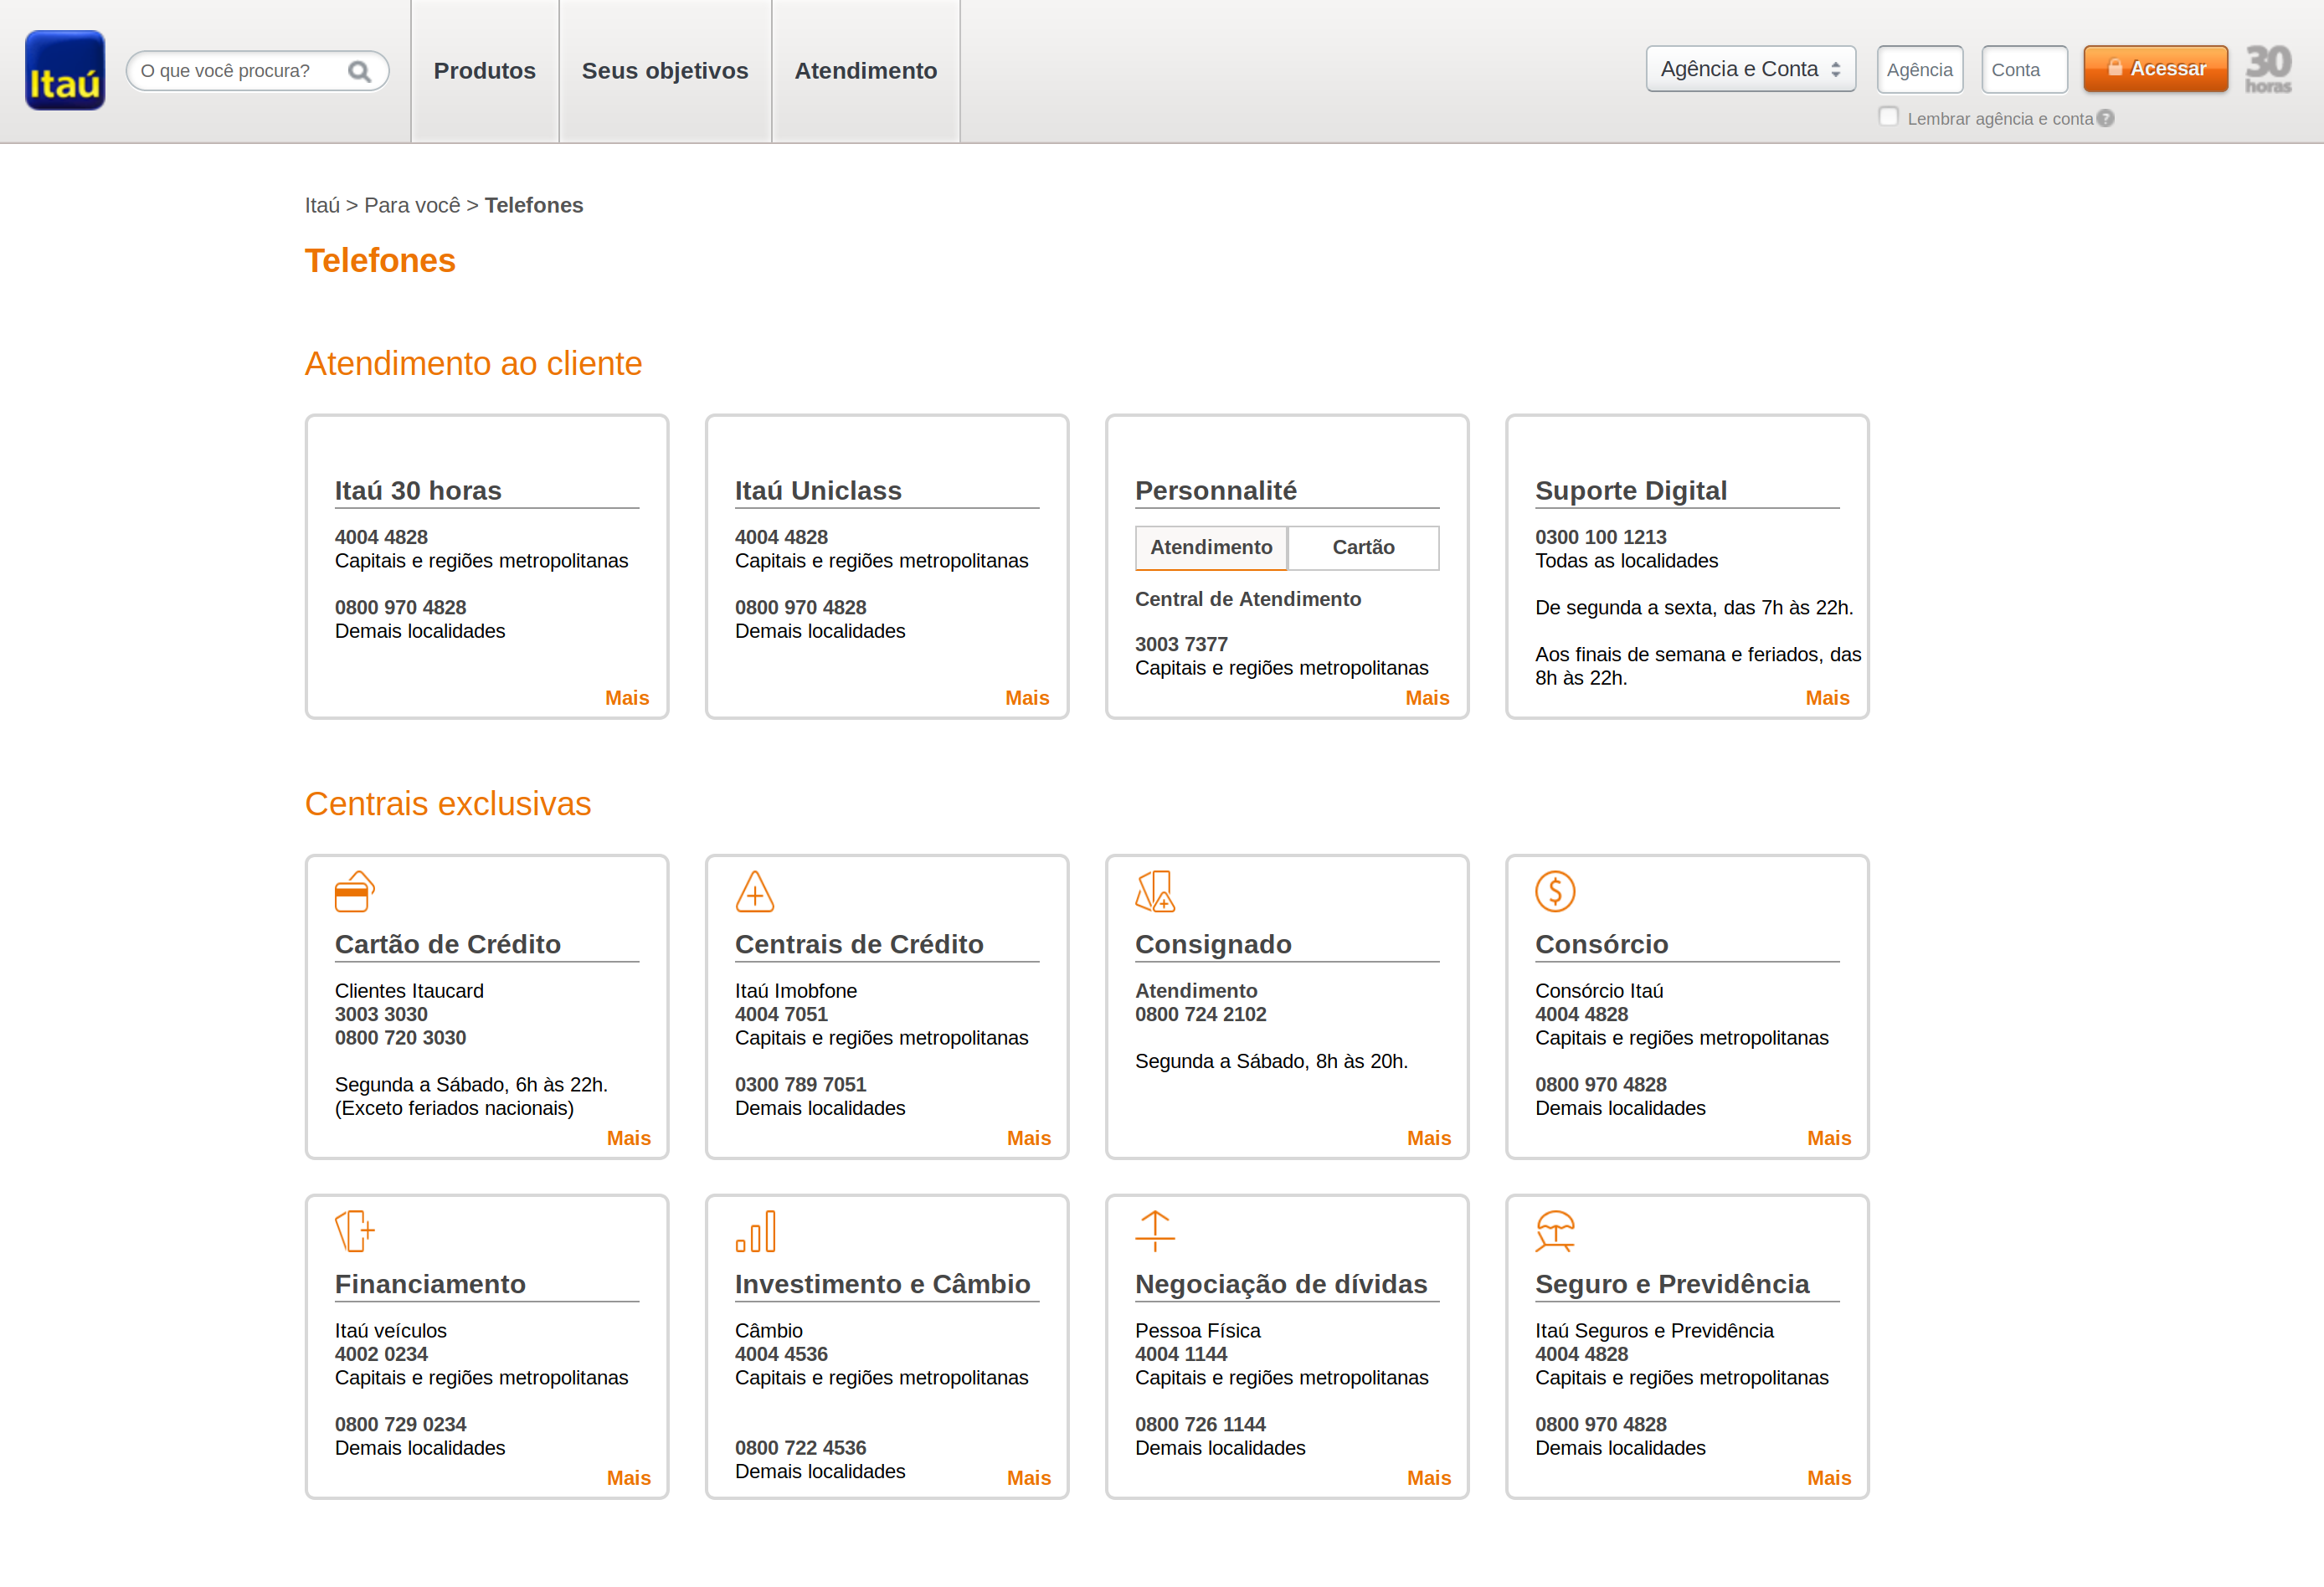 Itaú
O que você procura?
Produtos
Seus objetivos
Atendimento
Agência e Conta
Agência
Conta
Acessar
30
horas
Lembrar agência e conta ?
Itaú > Para você > Telefones
Telefones
Atendimento ao cliente
Itaú 30 horas
4004 4828
Capitais e regiões metropolitanas
0800 970 4828
Demais localidades
Mais
Itaú Uniclass
4004 4828
Capitais e regiões metropolitanas
0800 970 4828
Demais localidades
Mais
Personnalité
Atendimento
Cartão
Central de Atendimento
3003 7377
Capitais e regiões metropolitanas
Mais
Suporte Digital
0300 100 1213
Todas as localidades
De segunda a sexta, das 7h às 22h.
Aos finais de semana e feriados, das
8h às 22h.
Mais
Centrais exclusivas
Cartão de Crédito
Clientes Itaucard
3003 3030
0800 720 3030
Segunda a Sábado, 6h às 22h.
(Exceto feriados nacionais)
Mais
Centrais de Crédito
Itaú Imobfone
4004 7051
Capitais e regiões metropolitanas
0300 789 7051
Demais localidades
Mais
Consignado
Atendimento
0800 724 2102
Segunda a Sábado, 8h às 20h.
Mais
Consórcio
Consórcio Itaú
4004 4828
Capitais e regiões metropolitanas
0800 970 4828
Demais localidades
Mais
Financiamento
Itaú veículos
4002 0234
Capitais e regiões metropolitanas
0800 729 0234
Demais localidades
Mais
Investimento e Câmbio
Câmbio
4004 4536
Capitais e regiões metropolitanas
0800 722 4536
Demais localidades
Mais
Negociação de dívidas
Pessoa Física
4004 1144
Capitais e regiões metropolitanas
0800 726 1144
Demais localidades
Mais
Seguro e Previdência
Itaú Seguros e Previdência
4004 4828
Capitais e regiões metropolitanas
0800 970 4828
Demais localidades
Mais